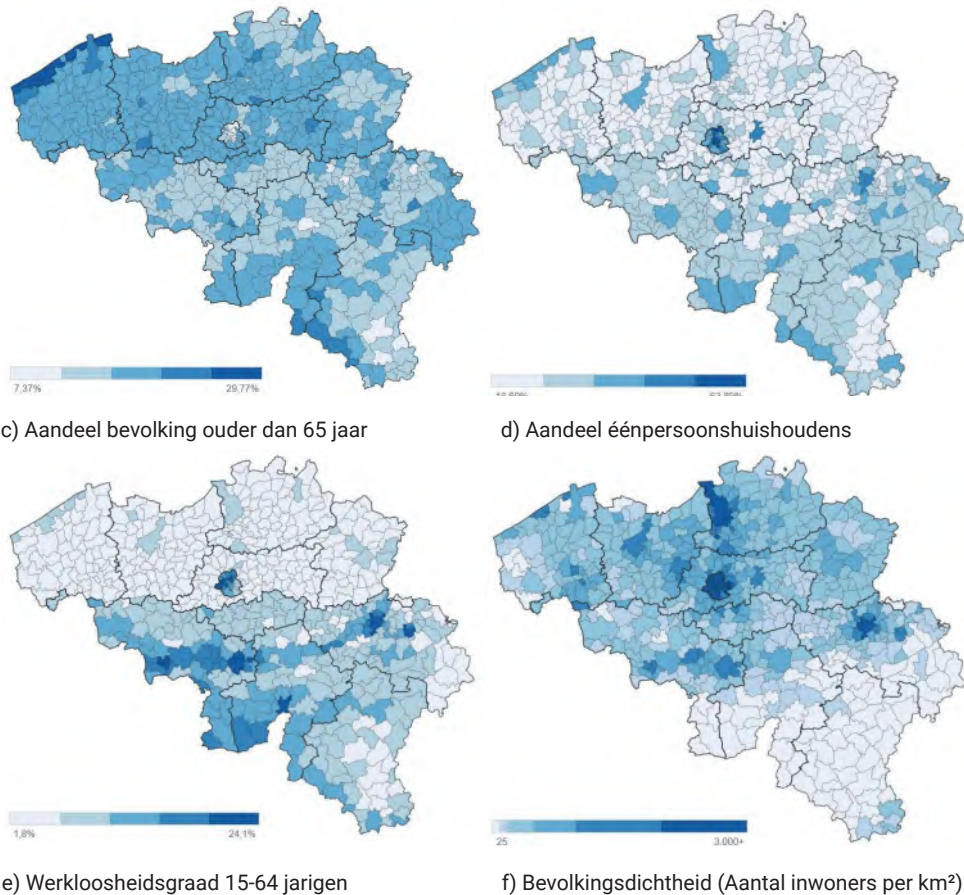 7,37% 29,77%
c) Aandeel bevolking ouder dan 65 jaar
d) Aandeel éénpersoonshuishoudens
1,8% 24,1%
25 3.000+
e) Werkloosheidsgraad 15-64 jarigen
f) Bevolkingsdichtheid (Aantal inwoners per km²)